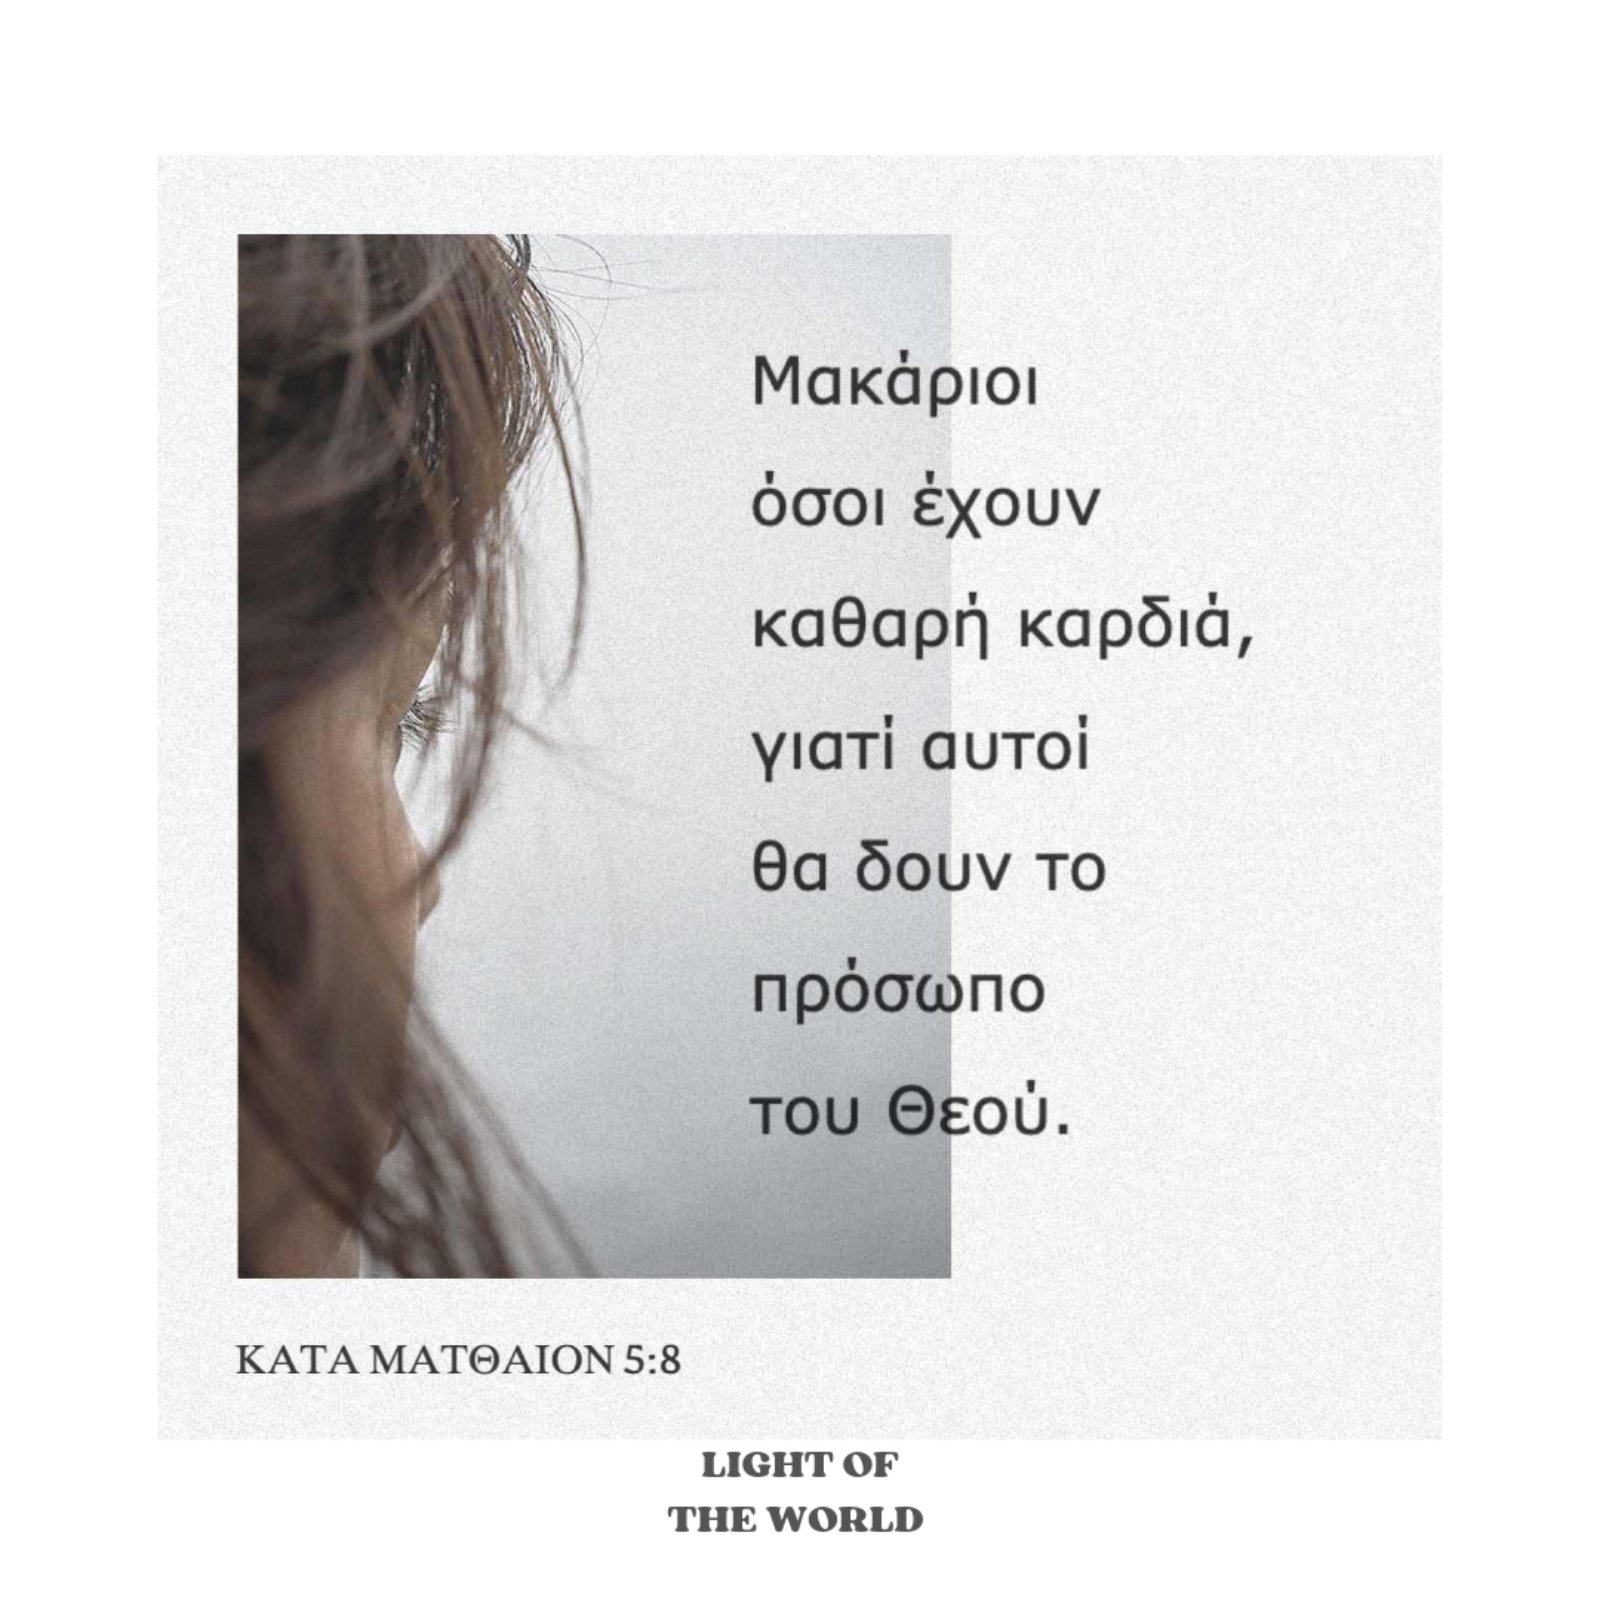 Μακάριοι
όσοι έχουν
καθαρή καρδιά,
γιατί αυτοί
θα δουν το
πρόσωπο
του Θεού.
ΚΑΤΑ ΜΑΤΘΑΙΟΝ 5:8
LIGHT OF
THE WORLD